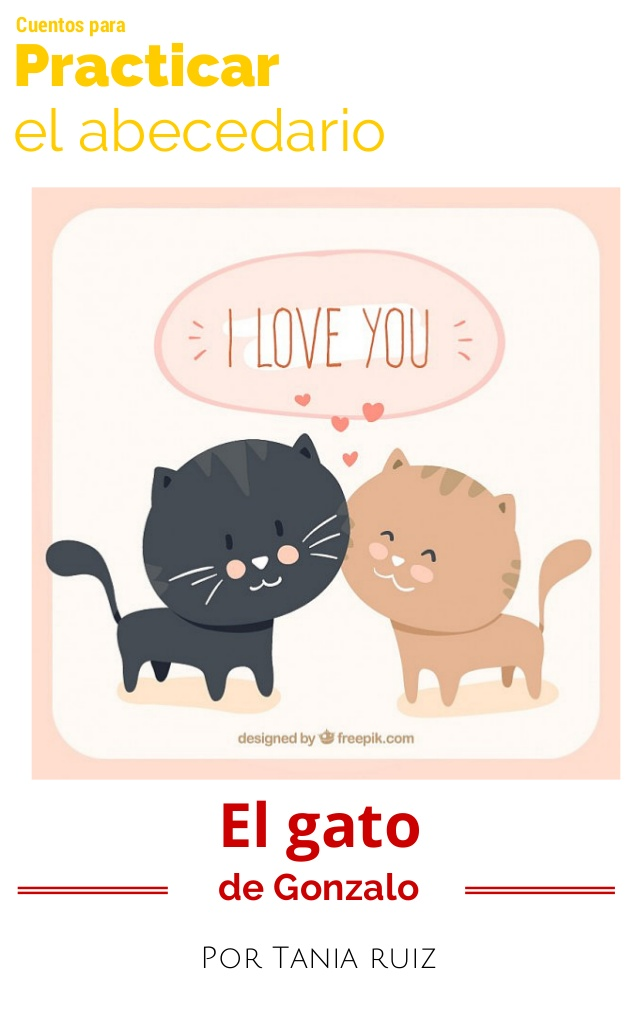 Cuentos para
Practicar
el abecedario
I LOVE YOU
designed by freepik.com
El gato
de Gonzalo
Por Tania ruiz